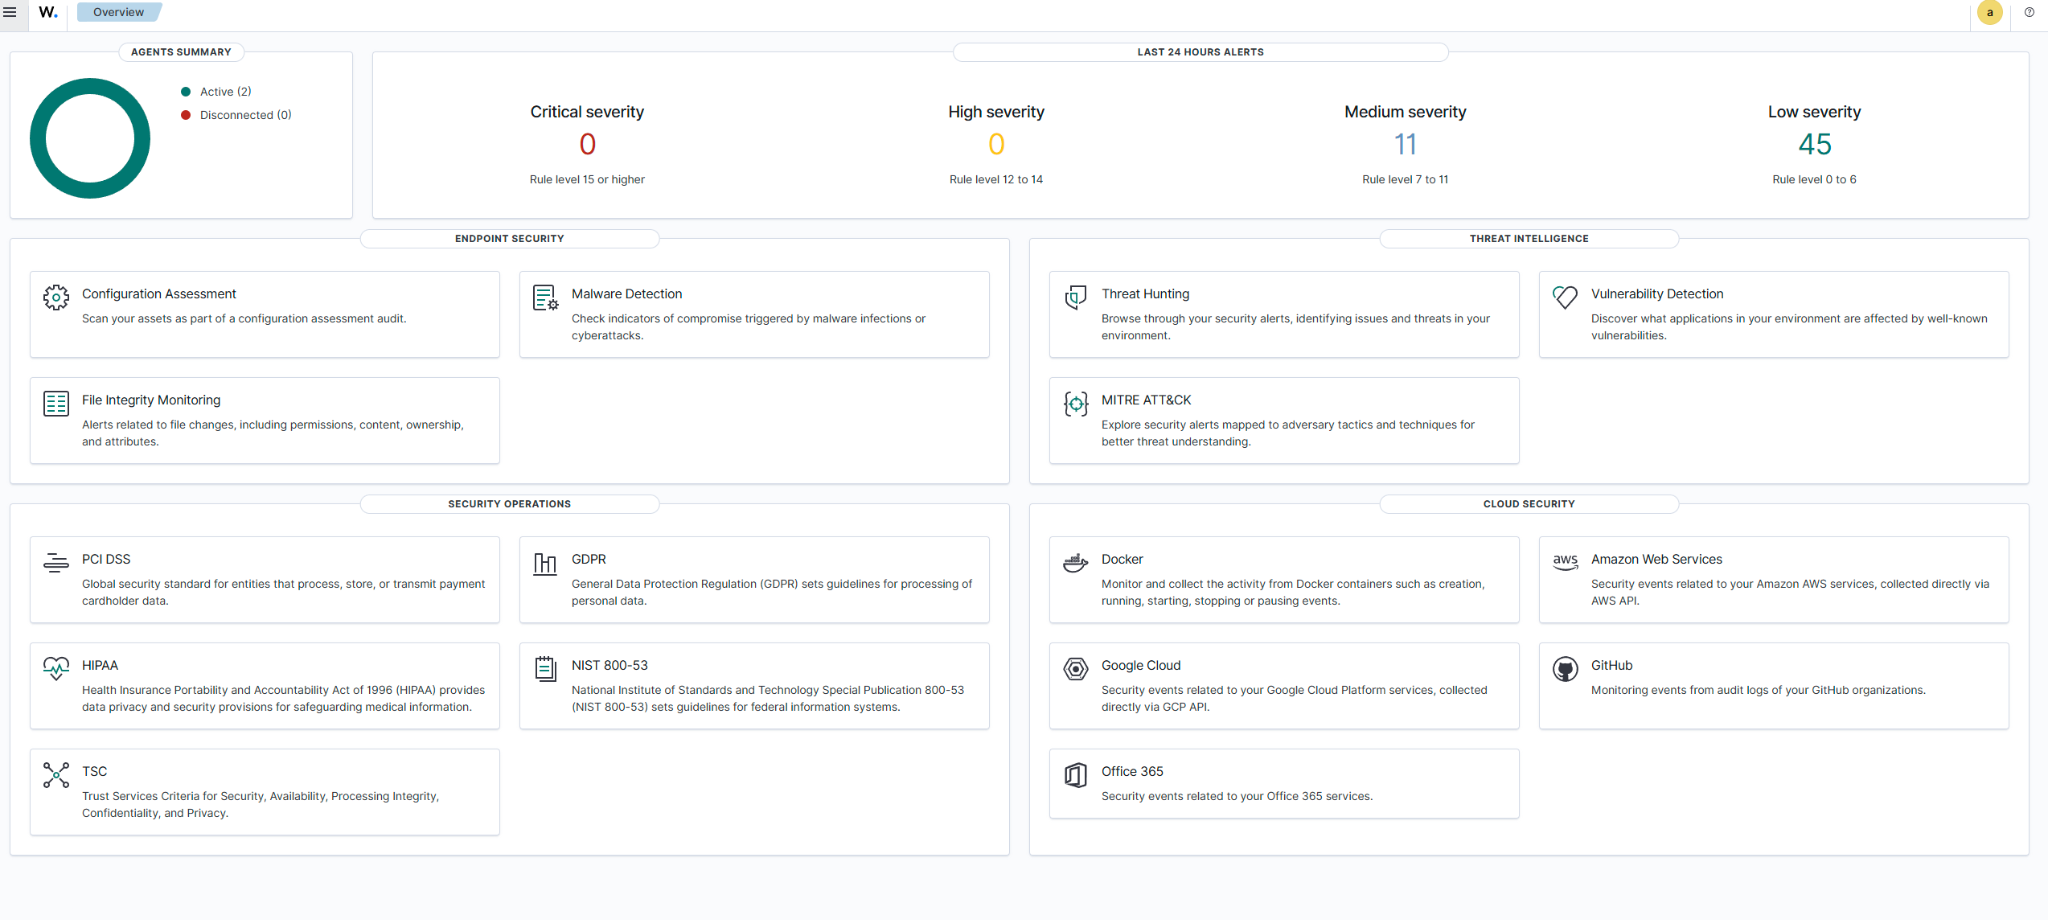 W.
Overview
a
AGENTS SUMMARY
Active (2)
Disconnected (0)
LAST 24 HOURS ALERTS
Critical severity
0
Rule level 15 or higher
High severity
0
Rule level 12 to 14
Medium severity
11
Rule level 7 to 11
Low severity
45
Rule level 0 to 6
ENDPOINT SECURITY
Configuration Assessment
Scan your assets as part of a configuration assessment audit.
Malware Detection
Check indicators of compromise triggered by malware infections or
cyberattacks.
File Integrity Monitoring
Alerts related to file changes, including permissions, content, ownership,
and attributes.
THREAT INTELLIGENCE
Threat Hunting
Browse through your security alerts, identifying issues and threats in your
environment.
Vulnerability Detection
Discover what applications in your environment are affected by well-known
vulnerabilities.
MITRE ATT&CK
Explore security alerts mapped to adversary tactics and techniques for
better threat understanding.
SECURITY OPERATIONS
PCI DSS
Global security standard for entities that process, store, or transmit payment
cardholder data.
GDPR
General Data Protection Regulation (GDPR) sets guidelines for processing of
personal data.
HIPAA
Health Insurance Portability and Accountability Act of 1996 (HIPAA) provides
data privacy and security provisions for safeguarding medical information.
NIST 800-53
National Institute of Standards and Technology Special Publication 800-53
(NIST 800-53) sets guidelines for federal information systems.
TSC
Trust Services Criteria for Security, Availability, Processing Integrity,
Confidentiality, and Privacy.
CLOUD SECURITY
Docker
Monitor and collect the activity from Docker containers such as creation,
running, starting, stopping or pausing events.
aws
Amazon Web Services
Security events related to your Amazon AWS services, collected directly via
AWS API.
Google Cloud
Security events related to your Google Cloud Platform services, collected
directly via GCP API.
GitHub
Monitoring events from audit logs of your GitHub organizations.
Office 365
Security events related to your Office 365 services.